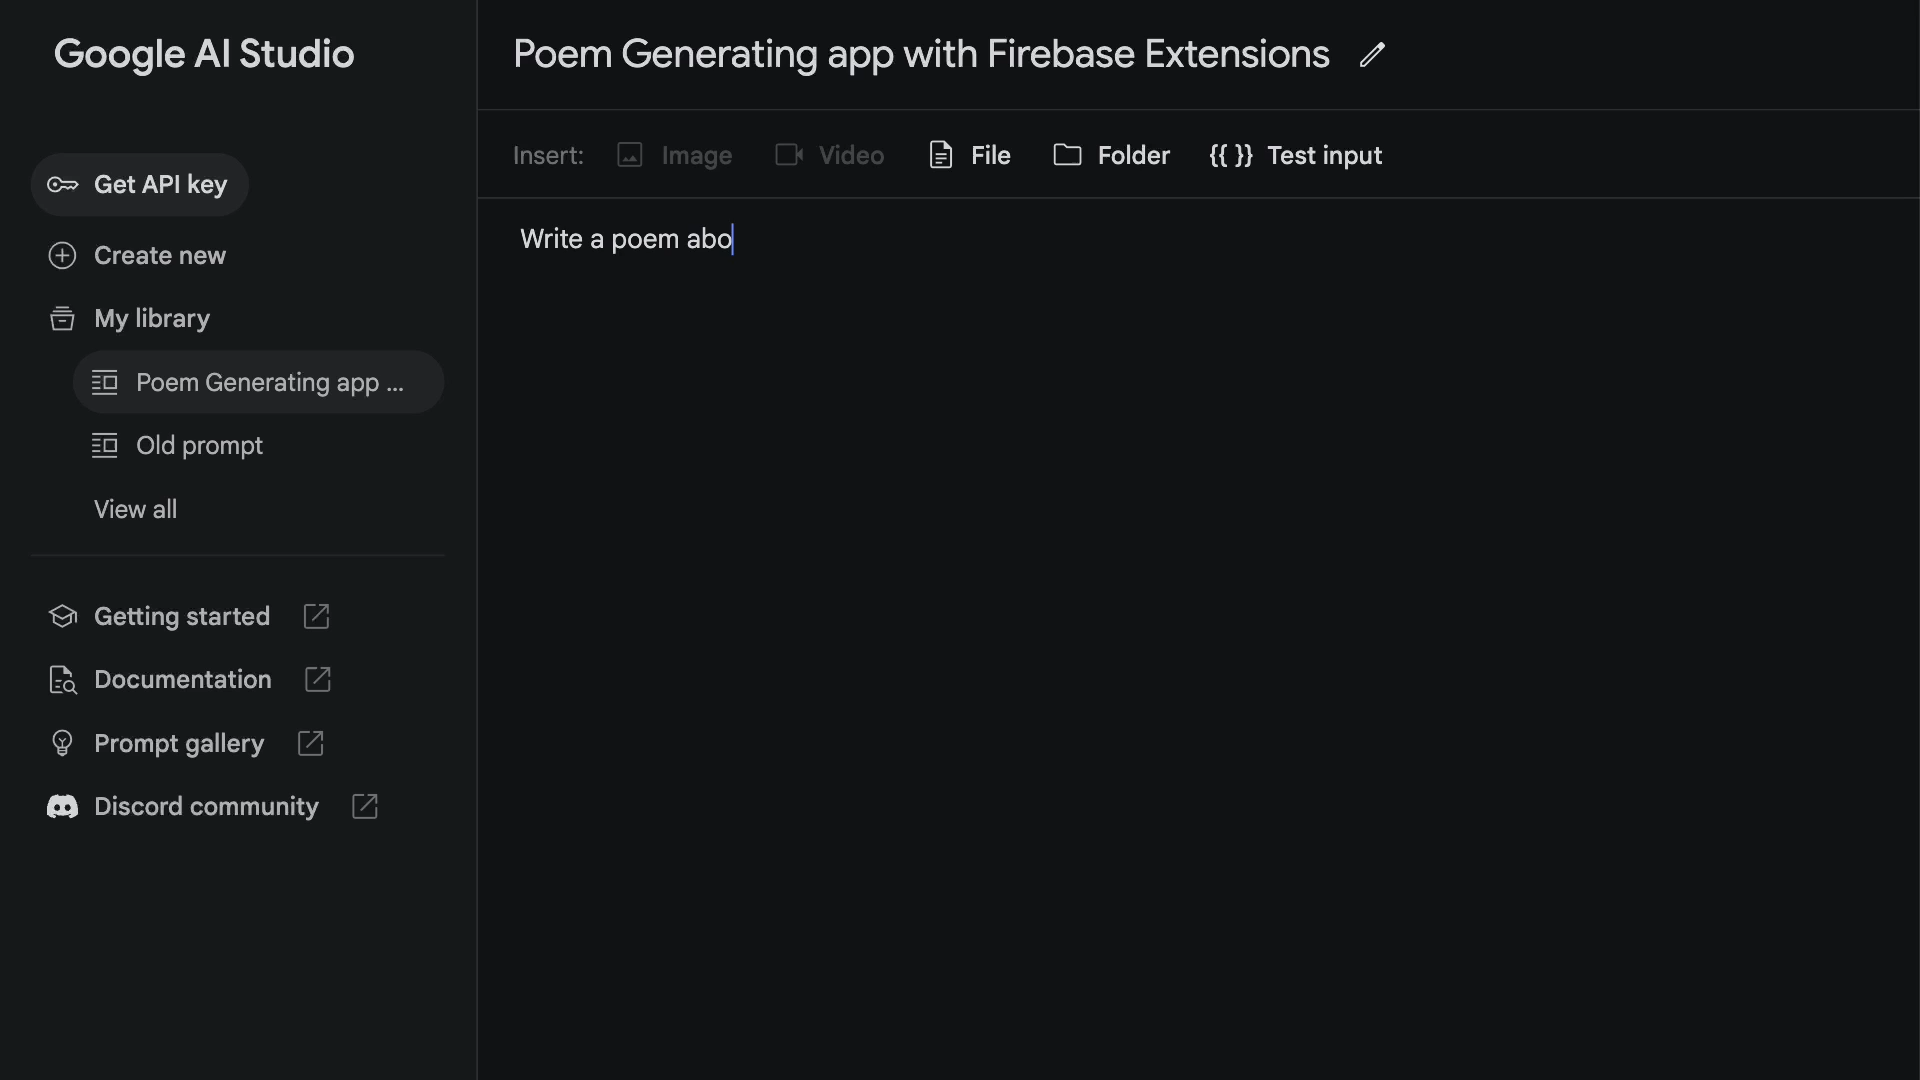 Google AI Studio
Get API key
Create new
My library
Poem Generating app ...
Old prompt
View all
Getting started
Documentation
Prompt gallery
Discord community
Poem Generating app with Firebase Extensions
Insert: Image Video File Folder {{ }} Test input
Write a poem abo